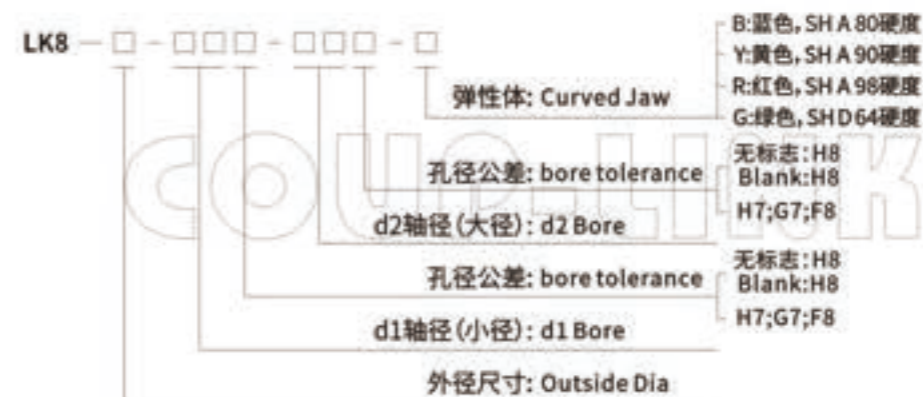 LK8 — □ - □□□ - □□□ - □
B:蓝色, SH A 80硬度
Y:黄色, SH A 90硬度
R:红色, SH A 98硬度
G:绿色, SH D 64硬度
弹性体: Curved Jaw
COUP-LINK
孔径公差: bore tolerance
无标志:H8
Blank:H8
H7;G7;F8
d2轴径(大径): d2 Bore
孔径公差: bore tolerance
无标志:H8
Blank:H8
H7;G7;F8
d1轴径(小径): d1 Bore
外径尺寸: Outside Dia